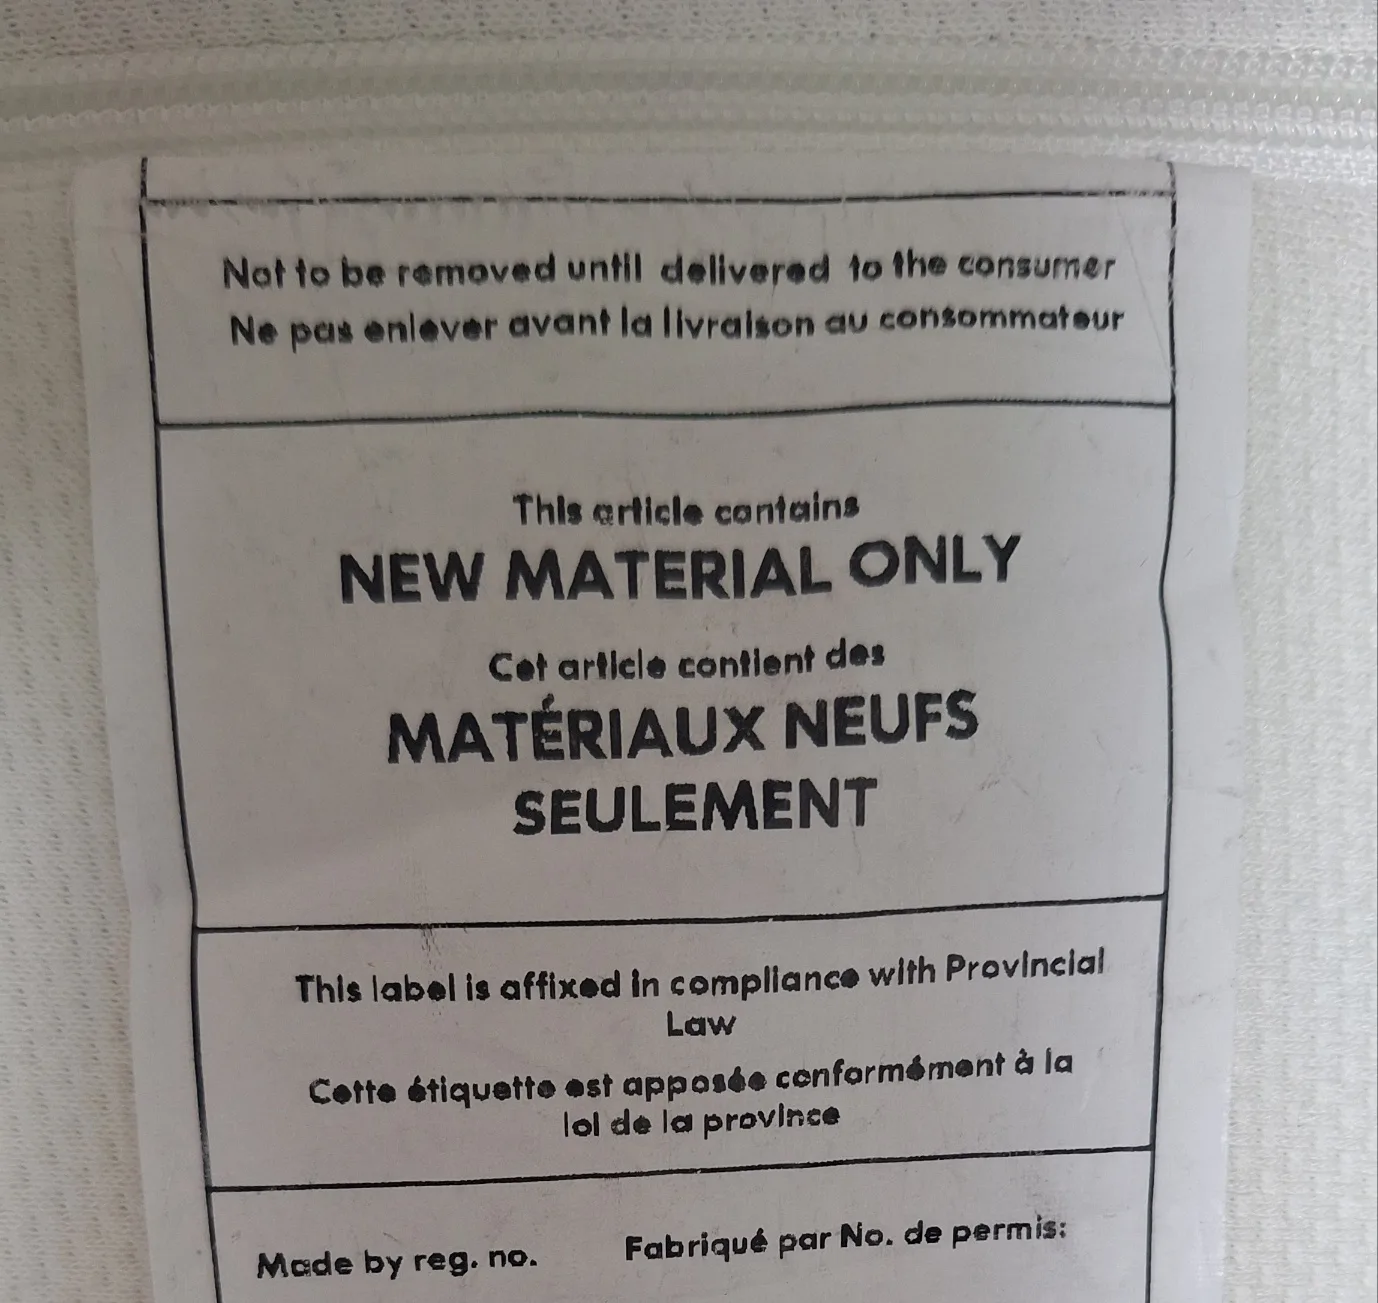 Not to be removed until delivered to the consumer
Ne pas enlever avant la livraison au consommateur
This article contains
NEW MATERIAL ONLY
Cet article contient des
MATÉRIAUX NEUFS
SEULEMENT
This label is affixed in compliance with Provincial
Law
Cette étiquette est apposée conformément à la
loi de la province
Made by reg. no. Fabriqué par No. de permis: